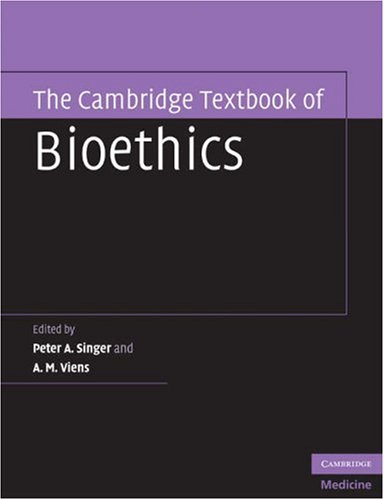 The Cambridge Textbook of
Bioethics
Edited by
Peter A. Singer and
A. M. Viens
CAMBRIDGE
Medicine